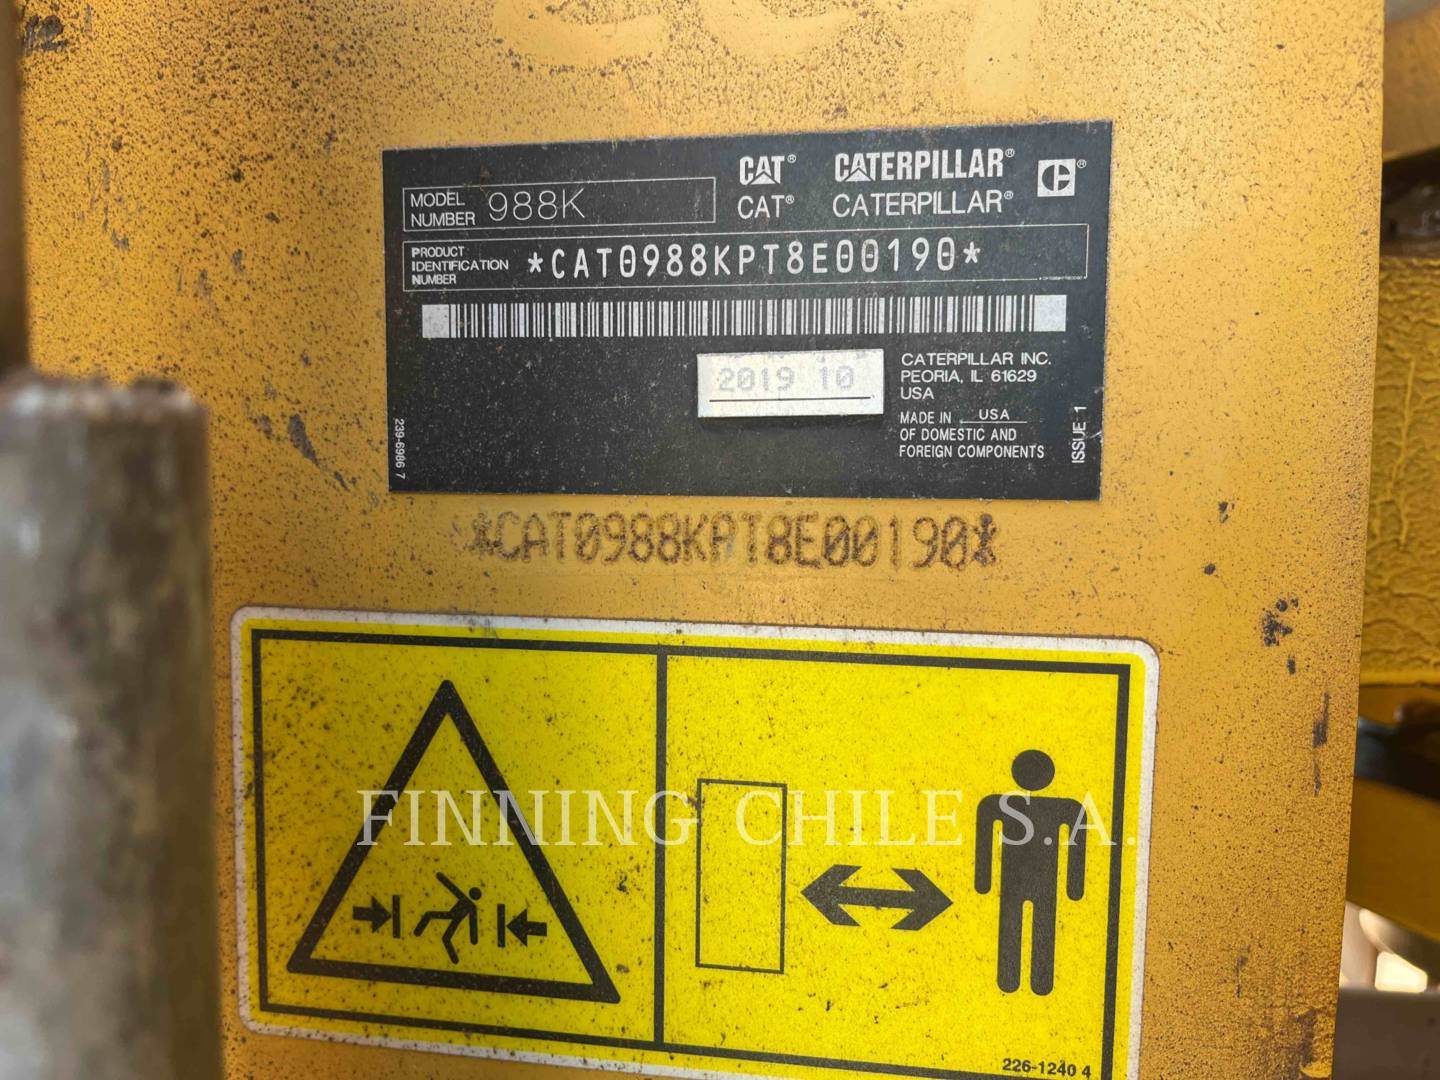 MODEL NUMBER 988K
CAT® CATERPILLAR®
CAT® CATERPILLAR®
PRODUCT IDENTIFICATION NUMBER *CAT0988KPT8E00190*
2019 10
CATERPILLAR INC.
PEORIA, IL 61629
USA
MADE IN USA
OF DOMESTIC AND
FOREIGN COMPONENTS
239-6986 7
ISSUE 1
*CAT0988KPT8E00190*
FINNING CHILE S.A.
226-1240 4